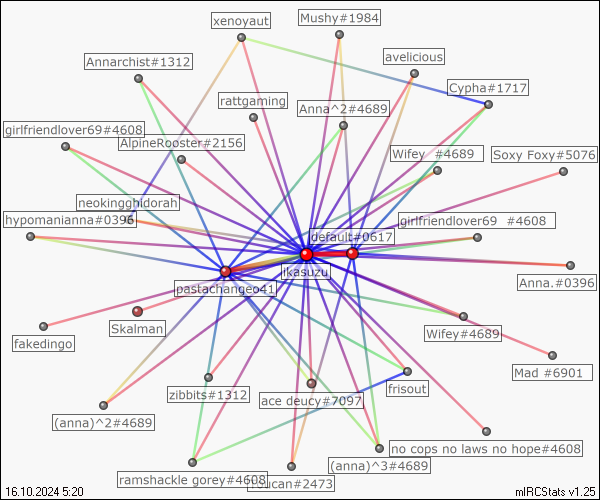 xenoyaut
Mushy#1984
avelicious
Annarchist#1312
Cypha#1717
rattgaming
Anna^2#4689
girlfriendlover69#4608
AlpineRooster#2156
Wifey #4689
Soxy Foxy#5076
neokingghidorah
hypomanianna#0396
girlfriendlover69 #4608
default#0617
ikasuzu
pastachangeo41
Anna.#0396
Skalman
Wifey#4689
fakedingo
Mad #6901
zibbits#1312
ace deucy#7097
frisout
(anna)^2#4689
no cops no laws no hope#4608
(anna)^3#4689
ramshackle gorey#4608
Toucan#2473
16.10.2024 5:20
mIRCStats v1.25